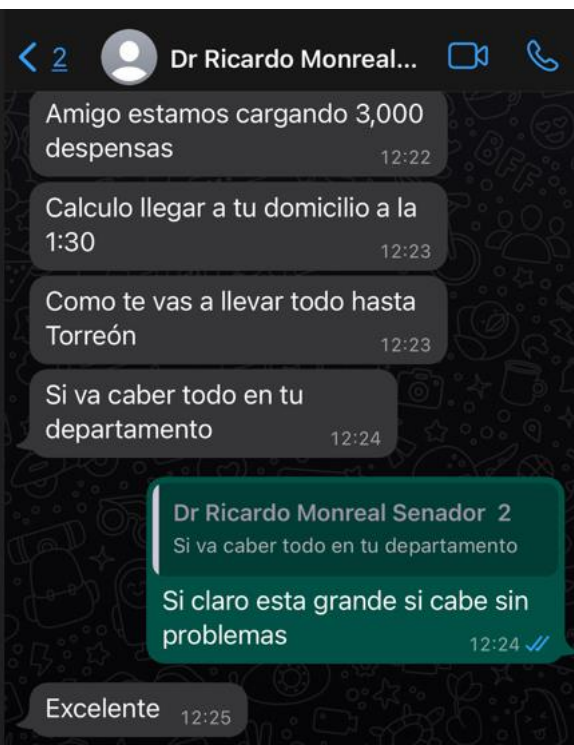 2 Dr Ricardo Monreal...
Amigo estamos cargando 3,000
despensas
12:22
Calculo llegar a tu domicilio a la
1:30
12:23
Como te vas a llevar todo hasta
Torreón
12:23
Si va caber todo en tu
departamento
12:24
Dr Ricardo Monreal Senador 2
Si va caber todo en tu departamento
Si claro esta grande si cabe sin
problemas
12:24
Excelente 12:25